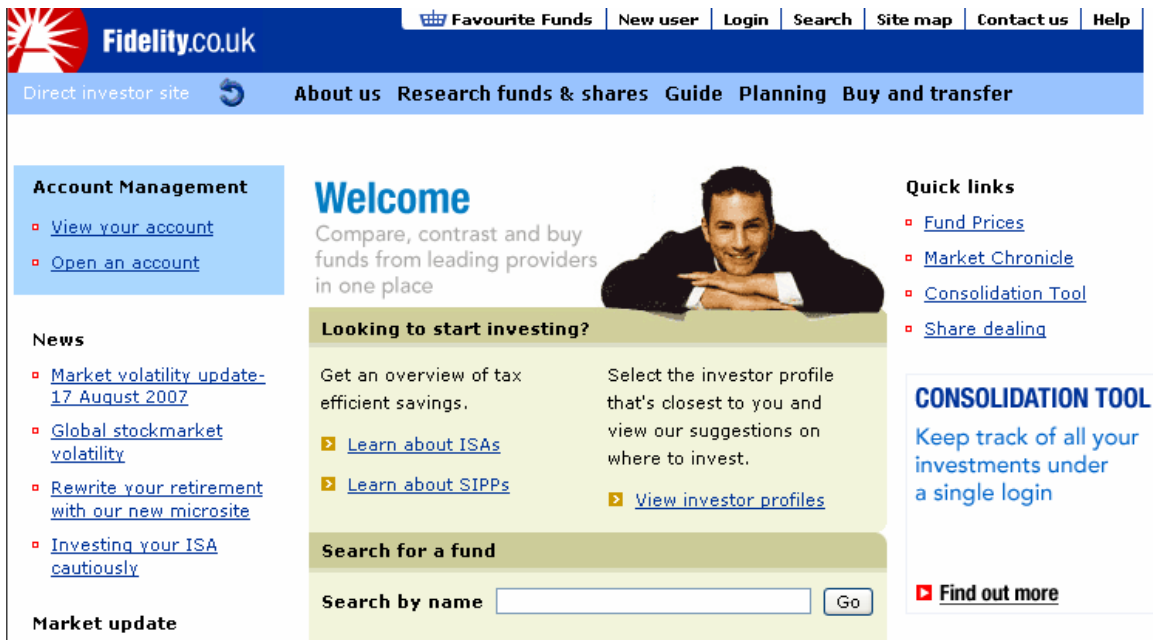 Favourite Funds
New user
Login
Search
Site map
Contact us
Help
Fidelity.co.uk
Direct investor site
About us
Research funds & shares
Guide
Planning
Buy and transfer
Account Management
View your account
Open an account
News
Market volatility update-
17 August 2007
Global stockmarket
volatility
Rewrite your retirement
with our new microsite
Investing your ISA
cautiously
Market update
Welcome
Compare, contrast and buy
funds from leading providers
in one place
Looking to start investing?
Get an overview of tax
efficient savings.
Learn about ISAs
Learn about SIPPs
Select the investor profile
that's closest to you and
view our suggestions on
where to invest.
View investor profiles
Search for a fund
Search by name
Go
Quick links
Fund Prices
Market Chronicle
Consolidation Tool
Share dealing
CONSOLIDATION TOOL
Keep track of all your
investments under
a single login
Find out more